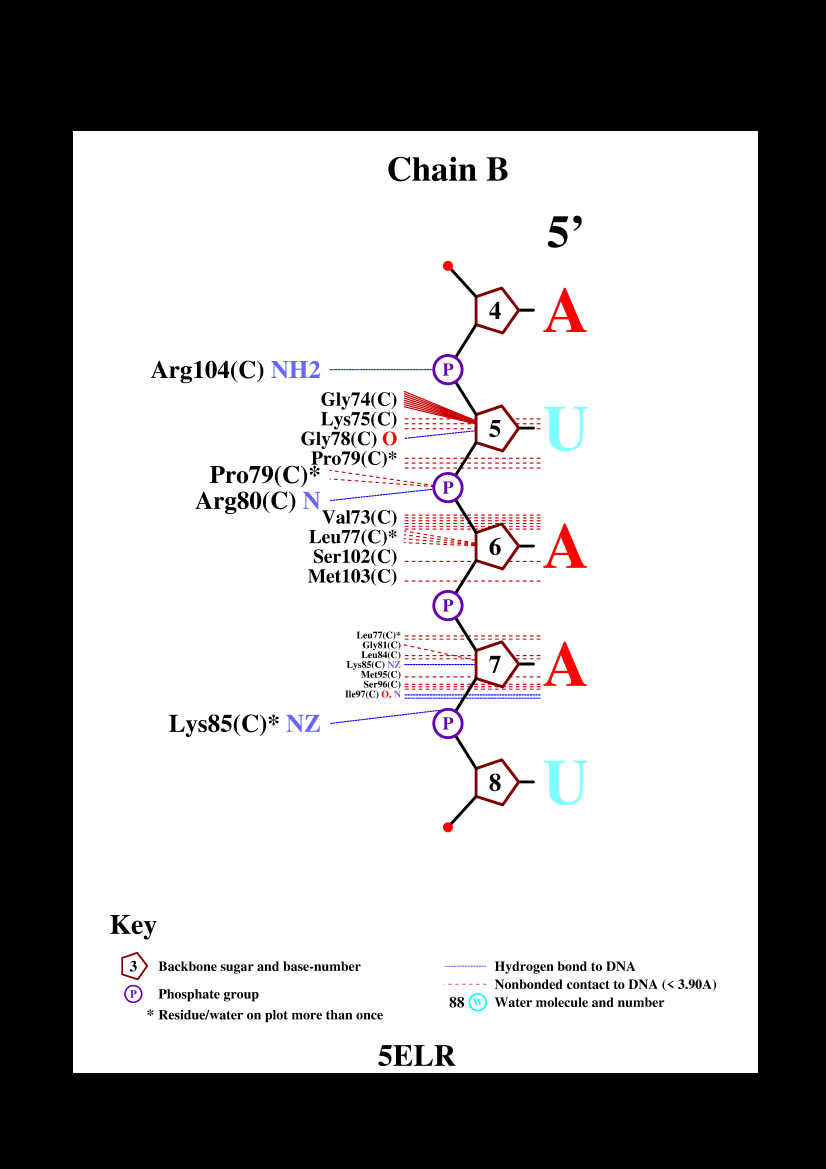 Chain B
5’
4 A
Arg104(C) NH2 P
Gly74(C)
Lys75(C)
5 U
Gly78(C) O
Pro79(C)*
Pro79(C)*
P
Arg80(C) N
Val73(C)
Leu77(C)*
6 A
Ser102(C)
Met103(C)
P
Leu77(C)*
Gly81(C)
Leu84(C)
Lys85(C) NZ
7 A
Met95(C)
Ser96(C)
Ile97(C) O, N
Lys85(C)* NZ P
8 U
Key
3 Backbone sugar and base-number
P Phosphate group
* Residue/water on plot more than once
Hydrogen bond to DNA
Nonbonded contact to DNA (< 3.90A)
88 W Water molecule and number
5ELR